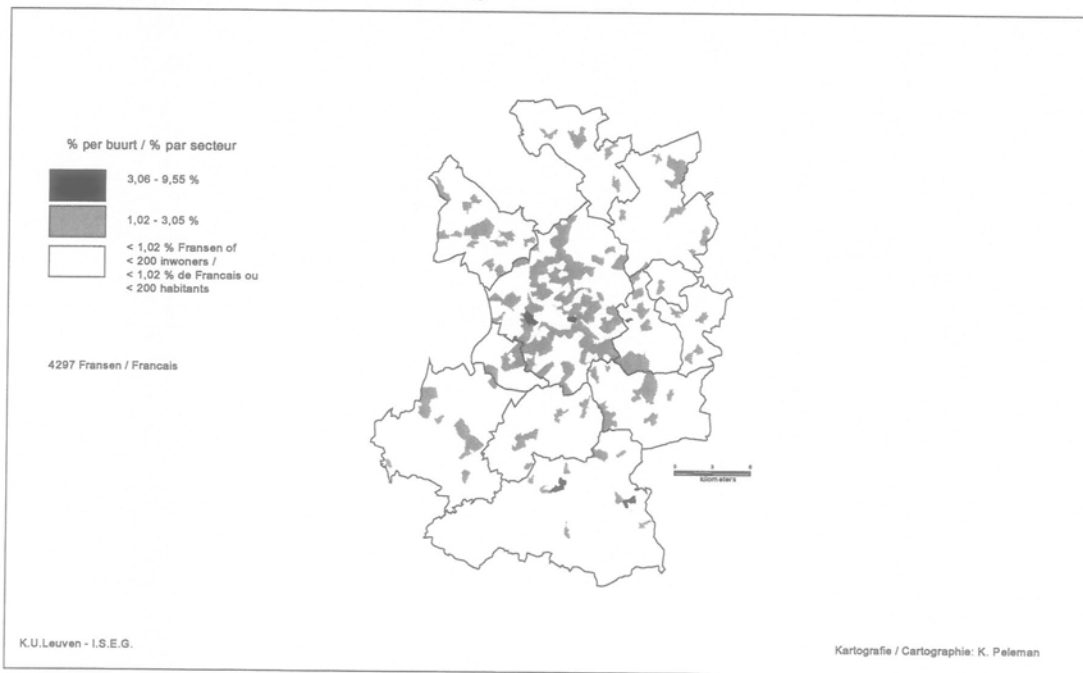 % per buurt / % par secteur
3,06 - 9,55 %
1,02 - 3,05 %
< 1,02 % Fransen of
< 200 inwoners /
< 1,02 % de Francais ou
< 200 habitants
4297 Fransen / Francais
kilometers
K.U.Leuven - I.S.E.G.
Kartografie / Cartographie: K. Peleman